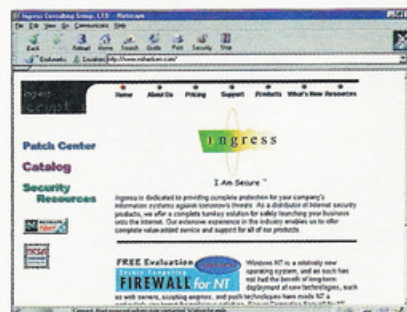 Ingress Consulting Group, LTD. - Netscape
File Edit View Go Communicator Help
Back Reload Home Search Guide Print Security Stop
Bookmarks Location:
Home About Us Pricing Support Products What's New Resources
ingress
Patch Center
Catalog
Security
Resources
ingress
I Am Secure ™
Ingress is dedicated to providing complete protection for your company's
information systems against tomorrow's threats. As a distributor of Internet security
products, we offer a complete turnkey solution for safely launching your business
onto the Internet. Our extensive experience in the industry enables us to offer
complete value-added service and support for all of our products.
FREE Evaluation
Secure Computing
FIREWALL for NT
Windows NT is a relatively new
operating system, and as such has
not had the benefit of long-term
deployment of new technologies, such
as web servers, scripting engines, and push technologies have made NT a